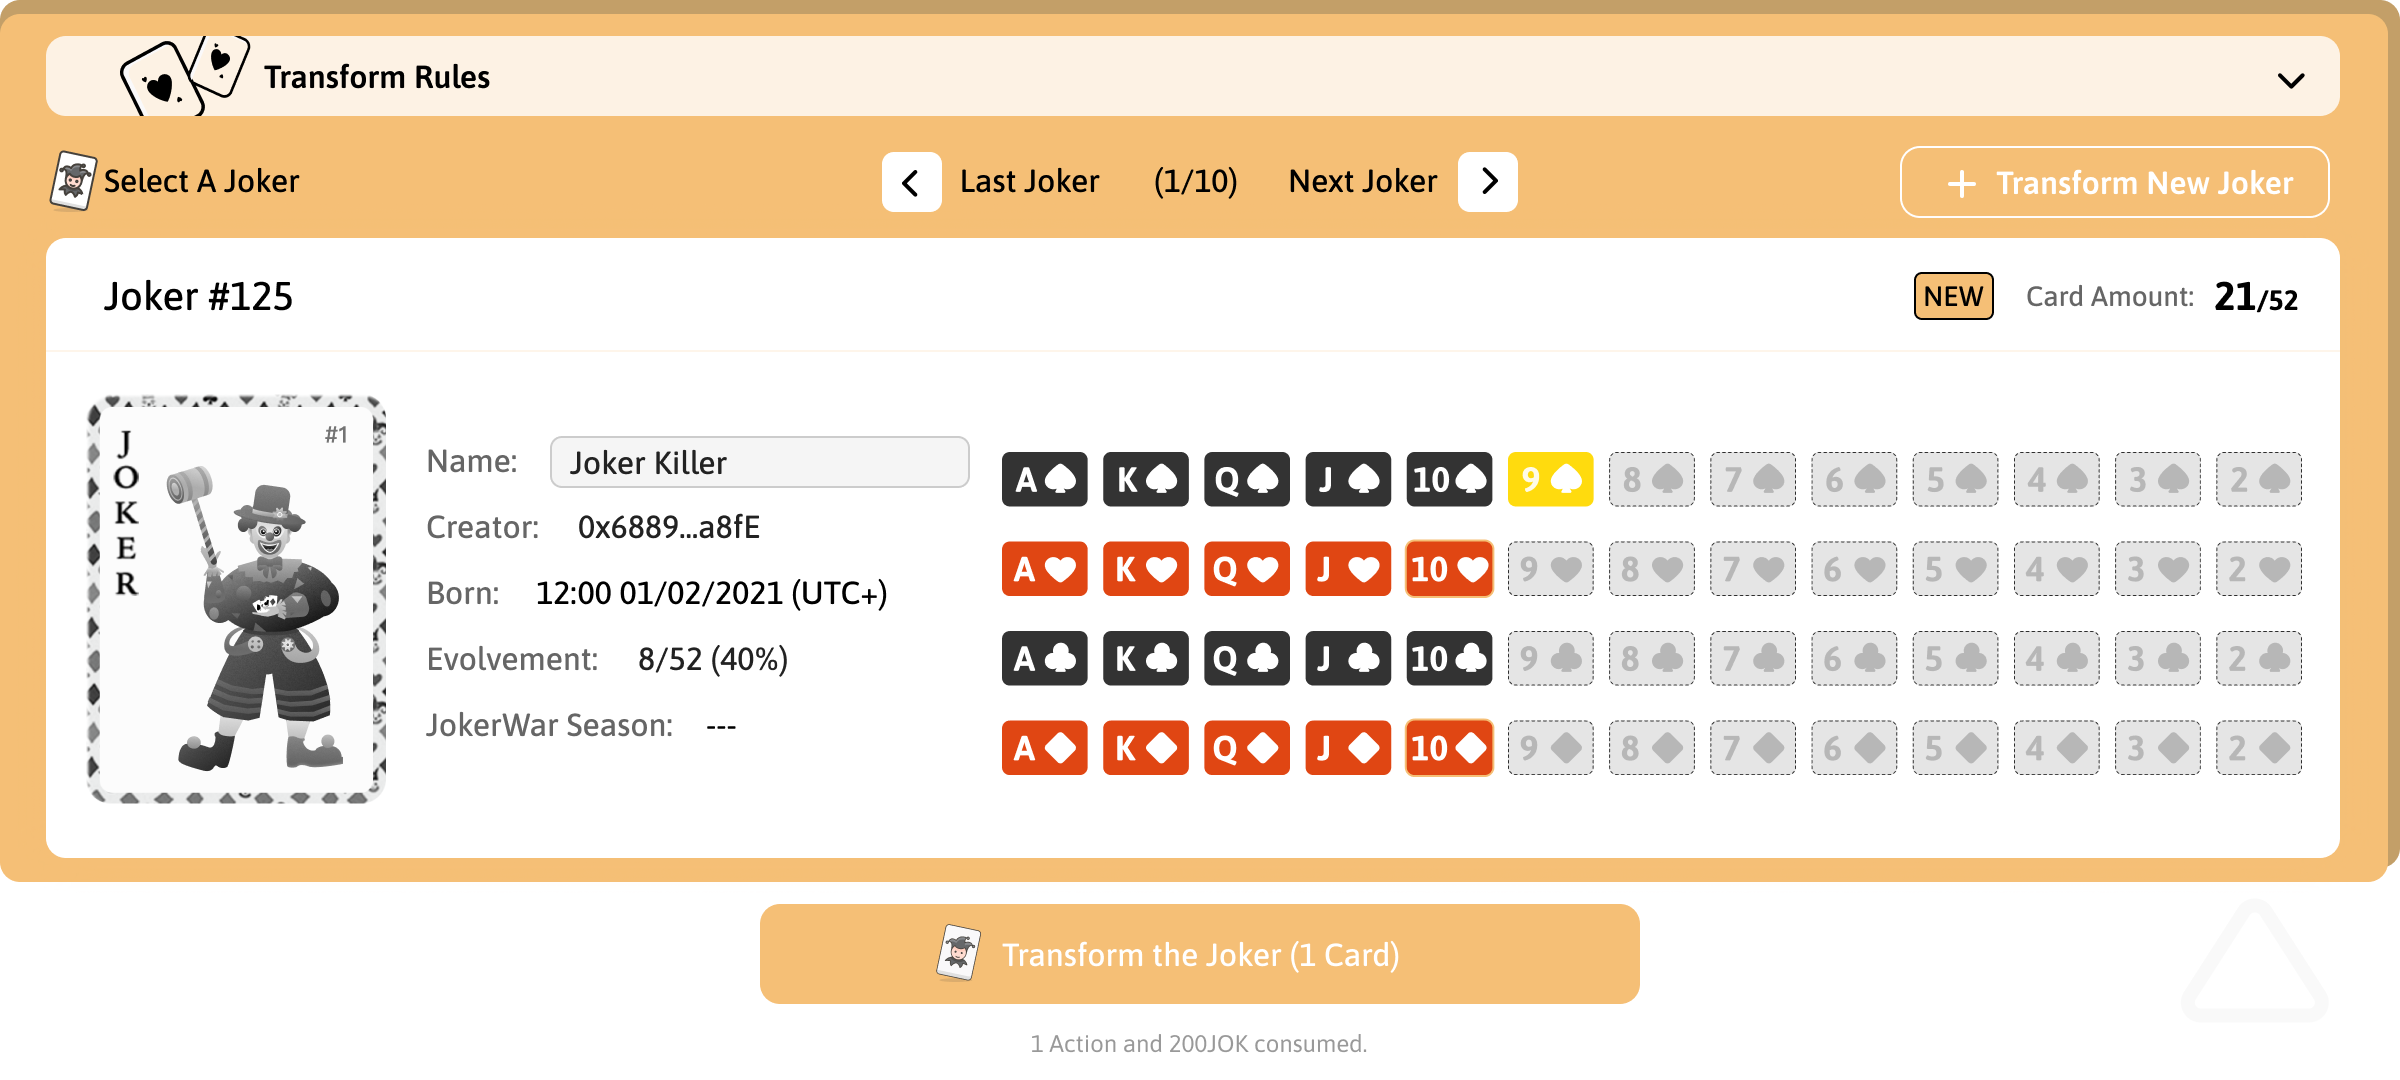 Transform Rules
Select A Joker
Last Joker (1/10) Next Joker
+ Transform New Joker
Joker #125
NEW Card Amount: 21/52
JOKER
#1
Name: Joker Killer
Creator: 0x6889...a8fE
Born: 12:00 01/02/2021 (UTC+)
Evolvement: 8/52 (40%)
JokerWar Season: ---
A♠ K♠ Q♠ J♠ 10♠ 9♠ 8♠ 7♠ 6♠ 5♠ 4♠ 3♠ 2♠
A♥ K♥ Q♥ J♥ 10♥ 9♥ 8♥ 7♥ 6♥ 5♥ 4♥ 3♥ 2♥
A♣ K♣ Q♣ J♣ 10♣ 9♣ 8♣ 7♣ 6♣ 5♣ 4♣ 3♣ 2♣
A♦ K♦ Q♦ J♦ 10♦ 9♦ 8♦ 7♦ 6♦ 5♦ 4♦ 3♦ 2♦
Transform the Joker (1 Card)
1 Action and 200JOK consumed.